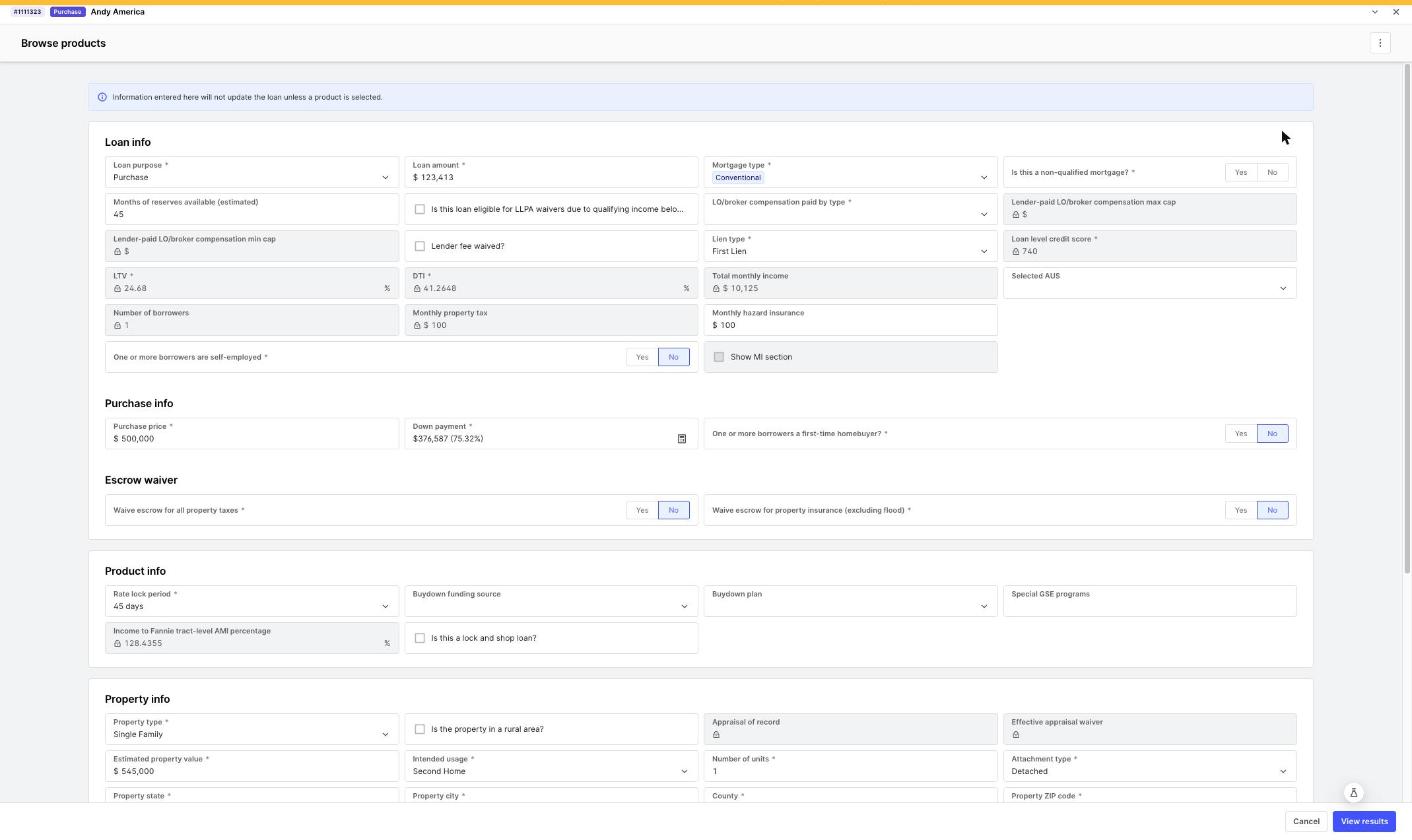 #1111323 Purchase Andy America
Browse products
Information entered here will not update the loan unless a product is selected.
Loan info
Loan purpose * Loan amount * Mortgage type * Is this a non-qualified mortgage? * Yes No
Purchase $ 123,413 Conventional
Months of reserves available (estimated) Is this loan eligible for LLPA waivers due to qualifying income belo... LO/broker compensation paid by type * Lender-paid LO/broker compensation max cap
45 $
Lender-paid LO/broker compensation min cap Lender fee waived? Lien type * Loan level credit score *
$ First Lien 740
LTV * DTI * Total monthly income Selected AUS
24.68 % 41.2648 % $ 10,125
Number of borrowers Monthly property tax Monthly hazard insurance
1 $ 100 $ 100
One or more borrowers are self-employed * Yes No Show MI section
Purchase info
Purchase price * Down payment * One or more borrowers a first-time homebuyer? * Yes No
$ 500,000 $376,587 (75.32%)
Escrow waiver
Waive escrow for all property taxes * Yes No Waive escrow for property insurance (excluding flood) * Yes No
Product info
Rate lock period * Buydown funding source Buydown plan Special GSE programs
45 days
Income to Fannie tract-level AMI percentage Is this a lock and shop loan?
128.4355 %
Property info
Property type * Is the property in a rural area? Appraisal of record Effective appraisal waiver
Single Family
Estimated property value * Intended usage * Number of units * Attachment type *
$ 545,000 Second Home 1 Detached
Property state * Property city * County * Property ZIP code *
Cancel View results